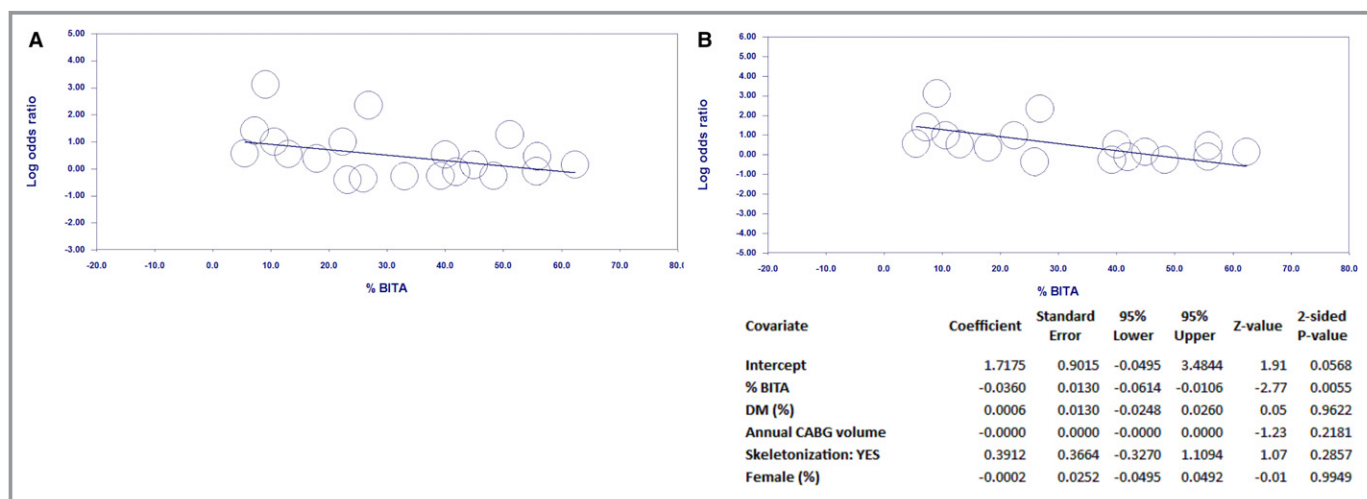 A
5.00
4.00
3.00
2.00
1.00
0.00
-1.00
-2.00
-3.00
Log odds ratio
-20.0 -10.0 0.0 10.0 20.0 30.0 40.0 50.0 60.0 70.0 80.0
% BITA
B
6.00
5.00
4.00
3.00
2.00
1.00
0.00
-1.00
-2.00
-3.00
-4.00
-5.00
Log odds ratio
-20.0 -10.0 0.0 10.0 20.0 30.0 40.0 50.0 60.0 70.0 80.0
% BITA
Covariate Coefficient Standard Error 95% Lower 95% Upper Z-value 2-sided P-value
Intercept 1.7175 0.9015 -0.0495 3.4844 1.91 0.0568
% BITA -0.0360 0.0130 -0.0614 -0.0106 -2.77 0.0055
DM (%) 0.0006 0.0130 -0.0248 0.0260 0.05 0.9622
Annual CABG volume -0.0000 0.0000 -0.0000 0.0000 -1.23 0.2181
Skeletonization: YES 0.3912 0.3664 -0.3270 1.1094 1.07 0.2857
Female (%) -0.0002 0.0252 -0.0495 0.0492 -0.01 0.9949